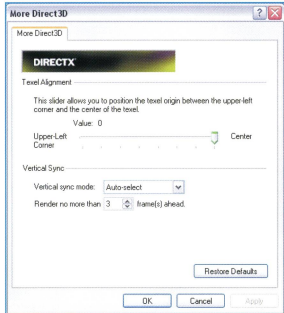 More Direct3D
More Direct3D
DIRECTX
Texel Alignment
This slider allows you to position the texel origin between the upper-left
corner and the center of the texel.
Value: 0
Upper-Left
Corner
Center
Vertical Sync
Vertical sync mode: Auto-select
Render no more than 3 frame(s) ahead.
Restore Defaults
OK Cancel Apply